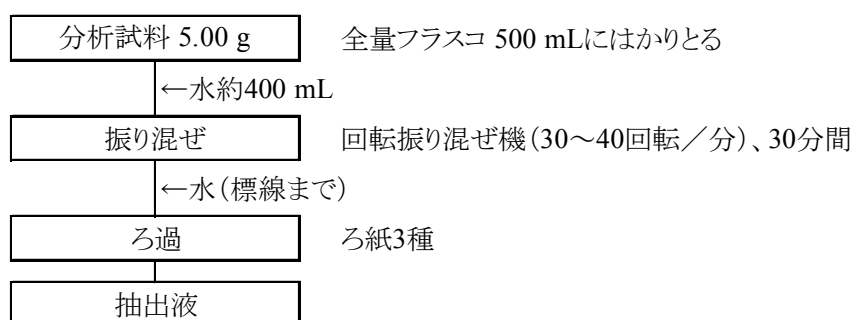 分析試料 5.00 g 全量フラスコ 500 mLにはかりとる
←水約400 mL
振り混ぜ 回転振り混ぜ機（30～40回転／分）、30分間
←水（標線まで）
ろ過 ろ紙3種
抽出液